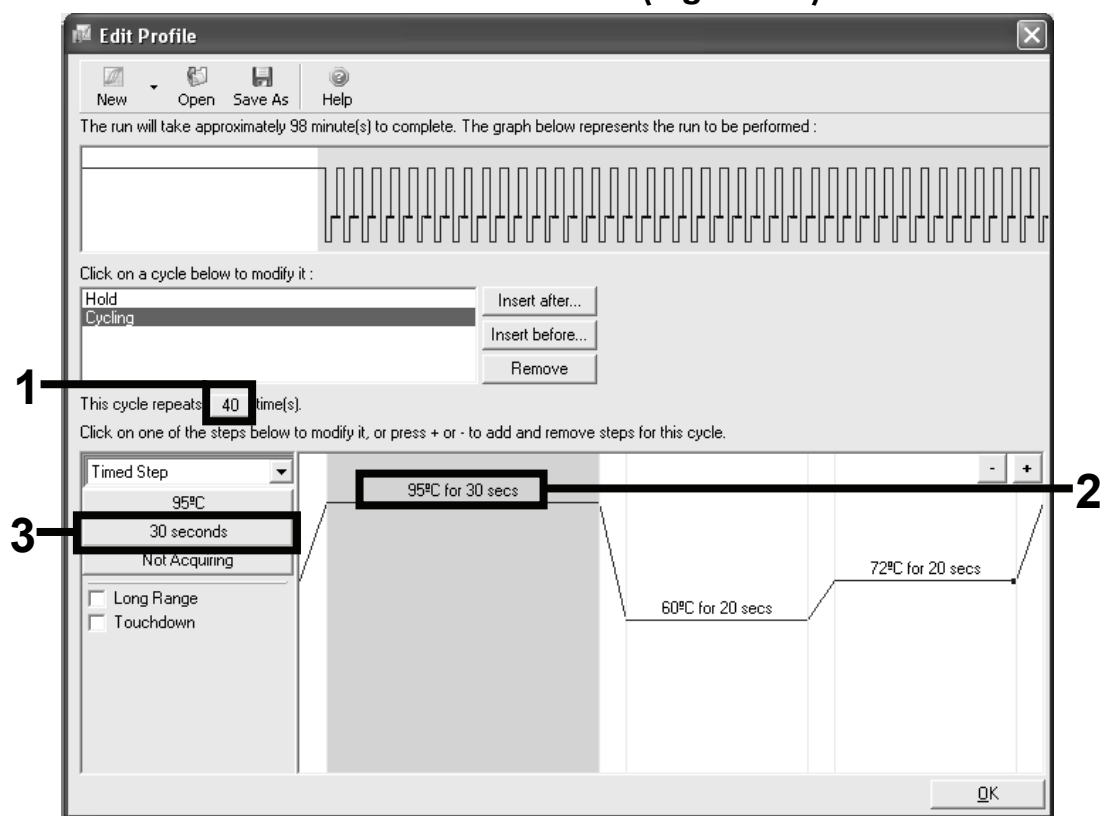 Edit Profile
New Open Save As Help
The run will take approximately 98 minute(s) to complete. The graph below represents the run to be performed :
Click on a cycle below to modify it :
Hold
Cycling
Insert after...
Insert before...
Remove
1
This cycle repeats 40 time(s).
Click on one of the steps below to modify it, or press + or - to add and remove steps for this cycle.
Timed Step
- +
95ºC for 30 secs
2
95ºC
3
30 seconds
Not Acquiring
72ºC for 20 secs
Long Range
60ºC for 20 secs
Touchdown
OK